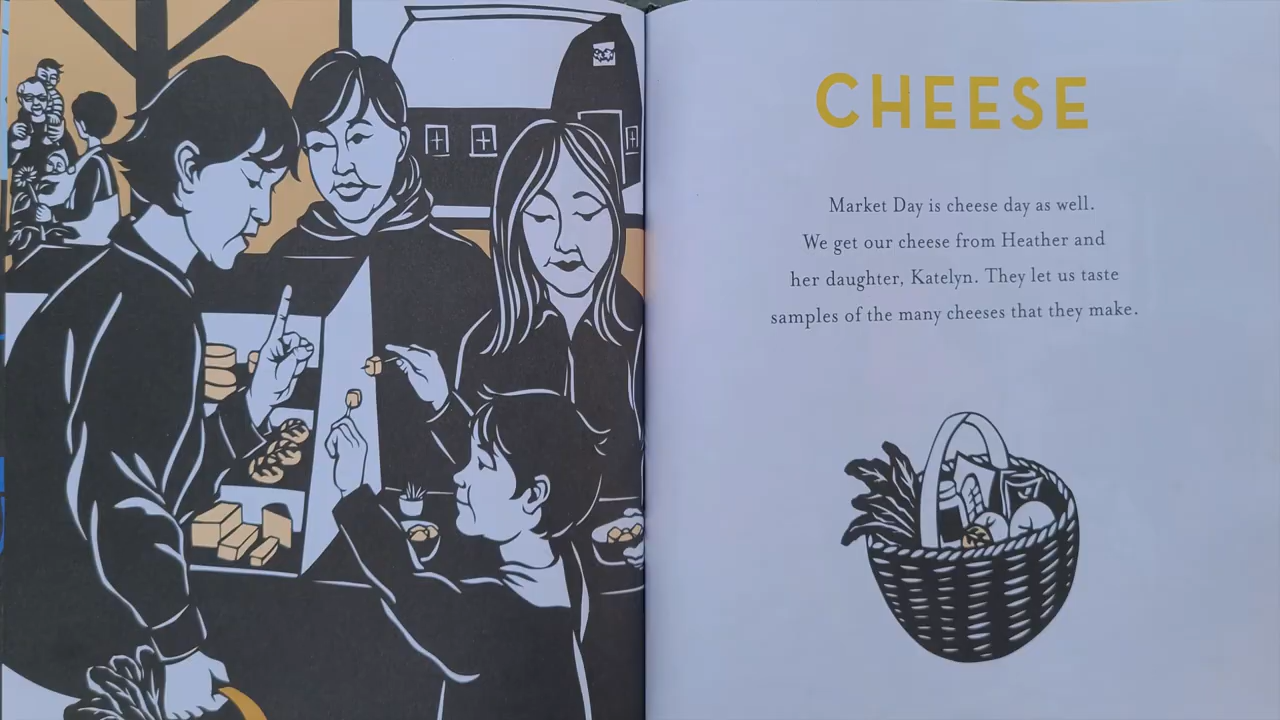 CHEESE
Market Day is cheese day as well.
We get our cheese from Heather and
her daughter, Katelyn. They let us taste
samples of the many cheeses that they make.